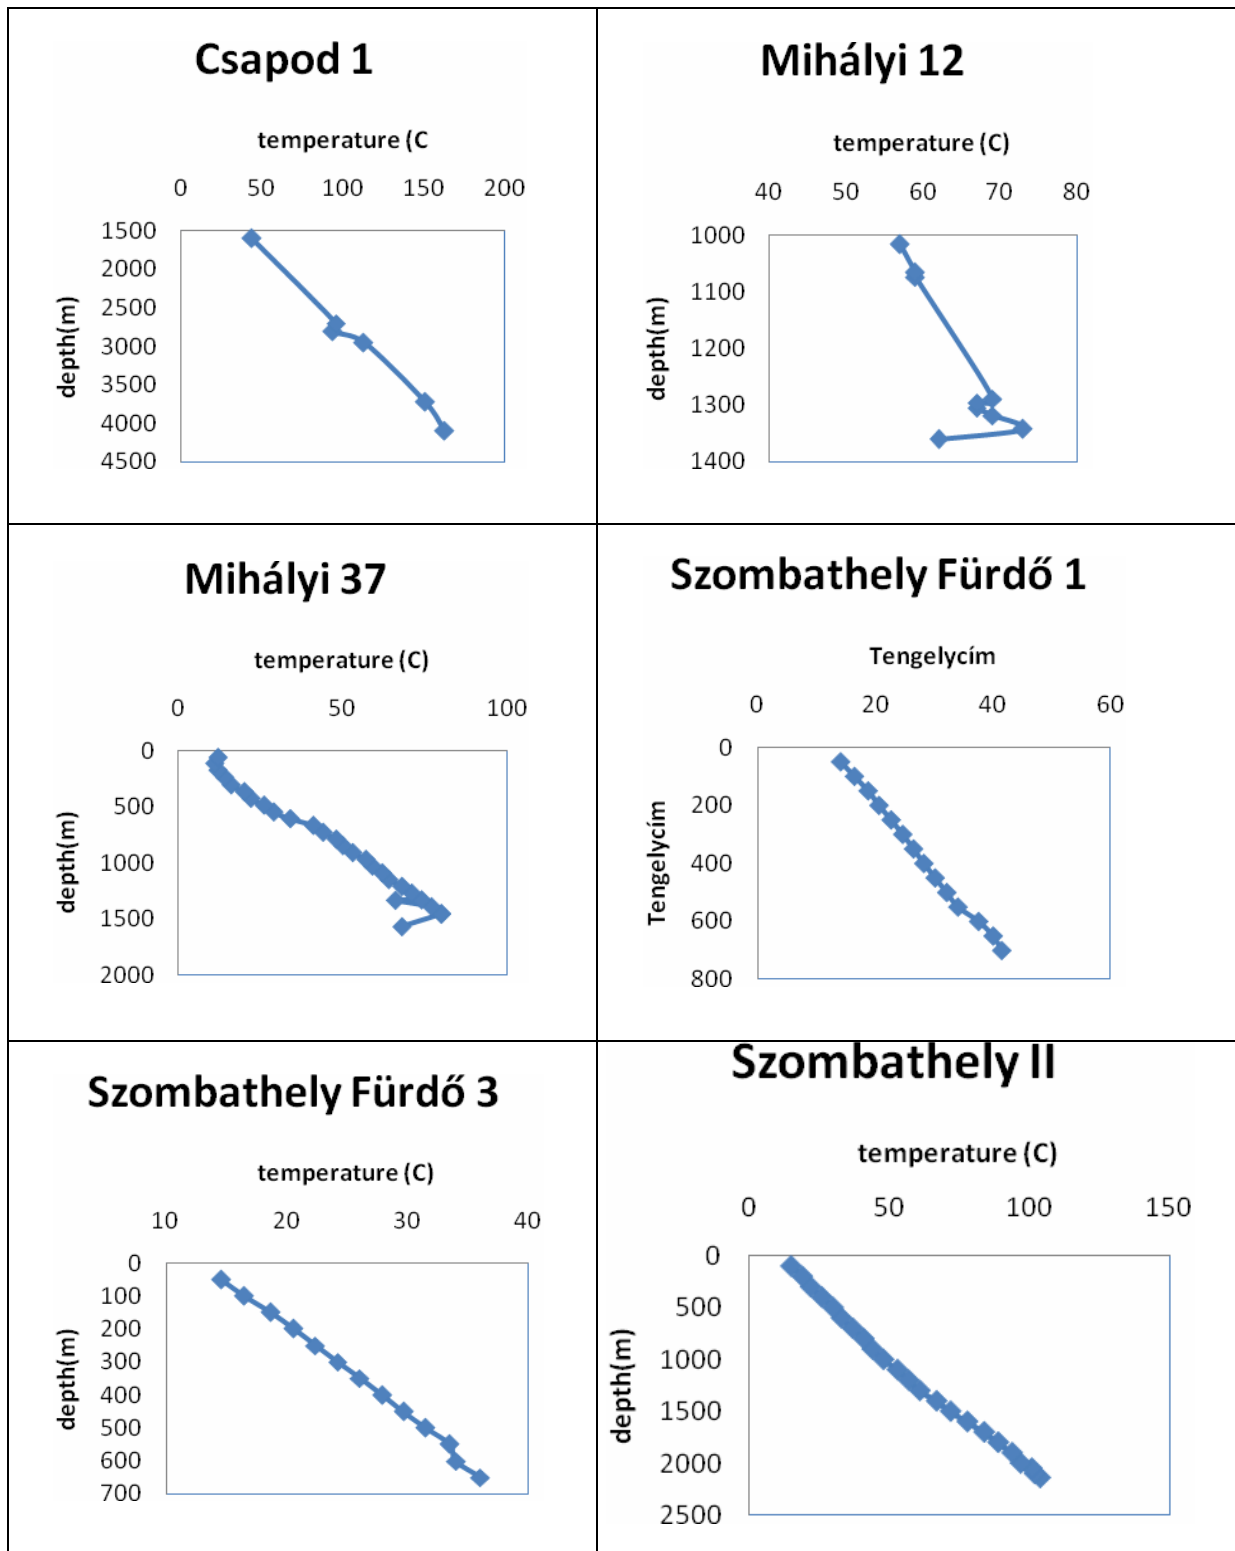 Csapod 1
temperature (C
0 50 100 150 200
1500
2000
2500
3000
3500
4000
4500
depth(m)
Mihályi 12
temperature (C)
40 50 60 70 80
1000
1100
1200
1300
1400
depth(m)
Mihályi 37
temperature (C)
0 50 100
0
500
1000
1500
2000
depth(m)
Szombathely Fürdő 1
Tengelycím
0 20 40 60
0
200
400
600
800
Tengelycím
Szombathely Fürdő 3
temperature (C)
10 20 30 40
0
100
200
300
400
500
600
700
depth(m)
Szombathely II
temperature (C)
0 50 100 150
0
500
1000
1500
2000
2500
depth(m)